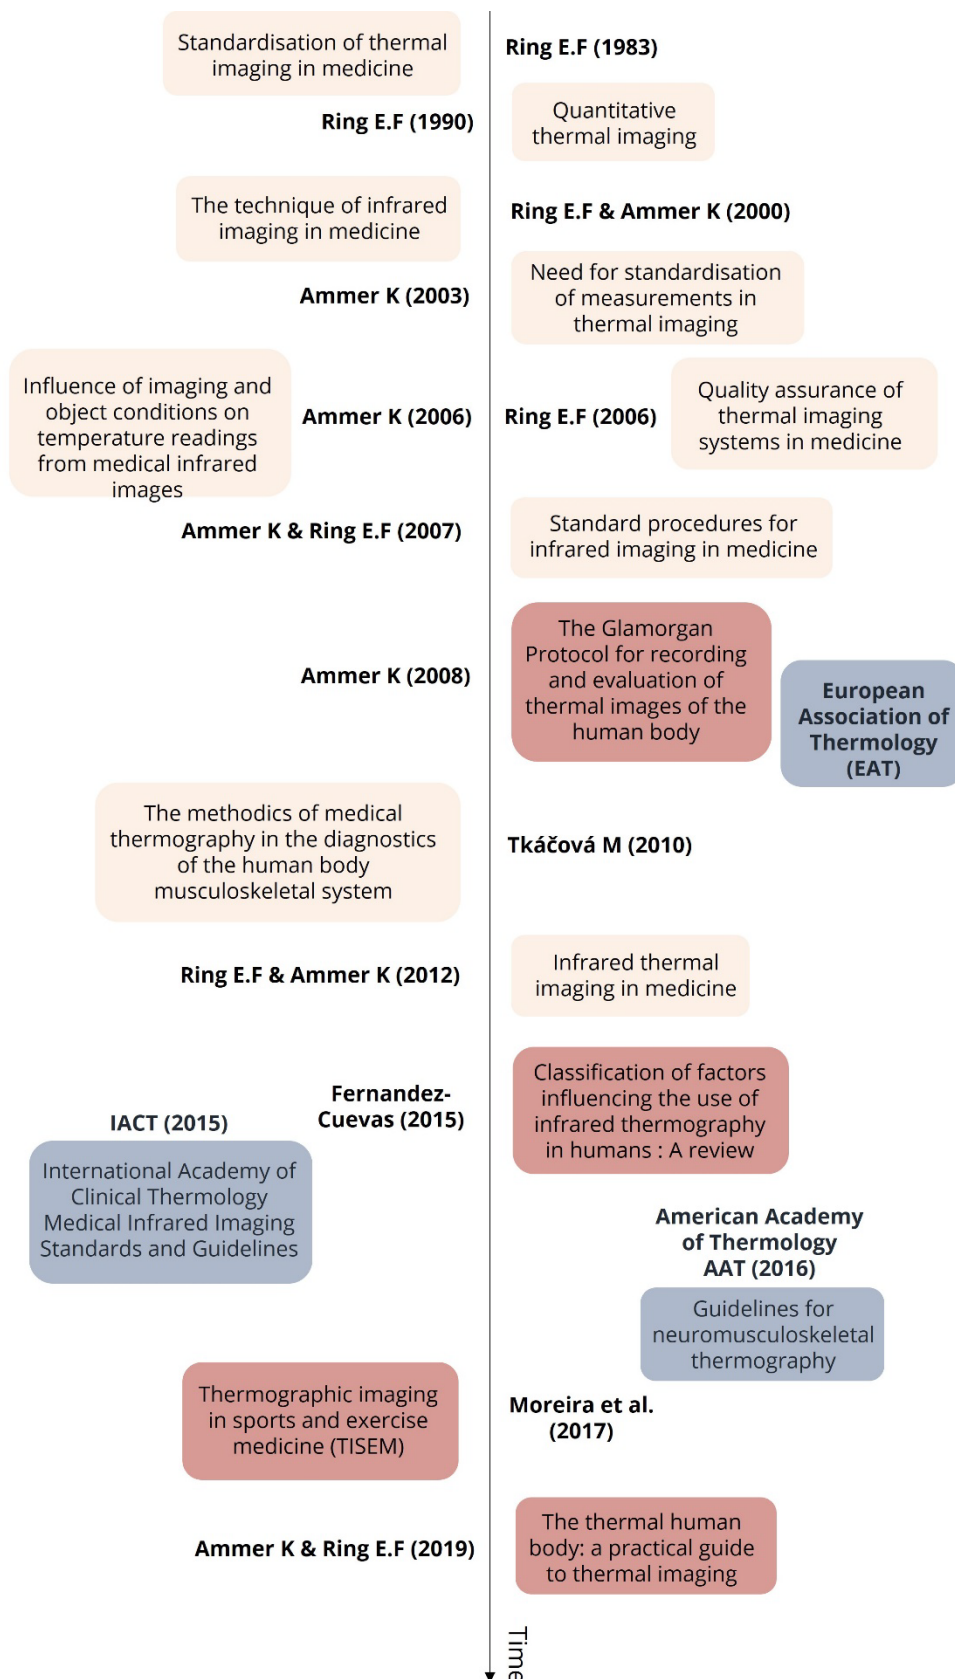 Standardisation of thermal
imaging in medicine
Ring E.F (1983)
Ring E.F (1990)
Quantitative
thermal imaging
The technique of infrared
imaging in medicine
Ring E.F & Ammer K (2000)
Ammer K (2003)
Need for standardisation
of measurements in
thermal imaging
Influence of imaging and
object conditions on
temperature readings
from medical infrared
images
Ammer K (2006)
Ring E.F (2006)
Quality assurance of
thermal imaging
systems in medicine
Ammer K & Ring E.F (2007)
Standard procedures for
infrared imaging in medicine
Ammer K (2008)
The Glamorgan
Protocol for recording
and evaluation of
thermal images of the
human body
European
Association of
Thermology
(EAT)
The methodics of medical
thermography in the diagnostics
of the human body
musculoskeletal system
Tkáčová M (2010)
Ring E.F & Ammer K (2012)
Infrared thermal
imaging in medicine
Fernandez-
Cuevas (2015)
Classification of factors
influencing the use of
infrared thermography
in humans : A review
IACT (2015)
International Academy of
Clinical Thermology
Medical Infrared Imaging
Standards and Guidelines
American Academy
of Thermology
AAT (2016)
Guidelines for
neuromusculoskeletal
thermography
Thermographic imaging
in sports and exercise
medicine (TISEM)
Moreira et al.
(2017)
Ammer K & Ring E.F (2019)
The thermal human
body: a practical guide
to thermal imaging
Time